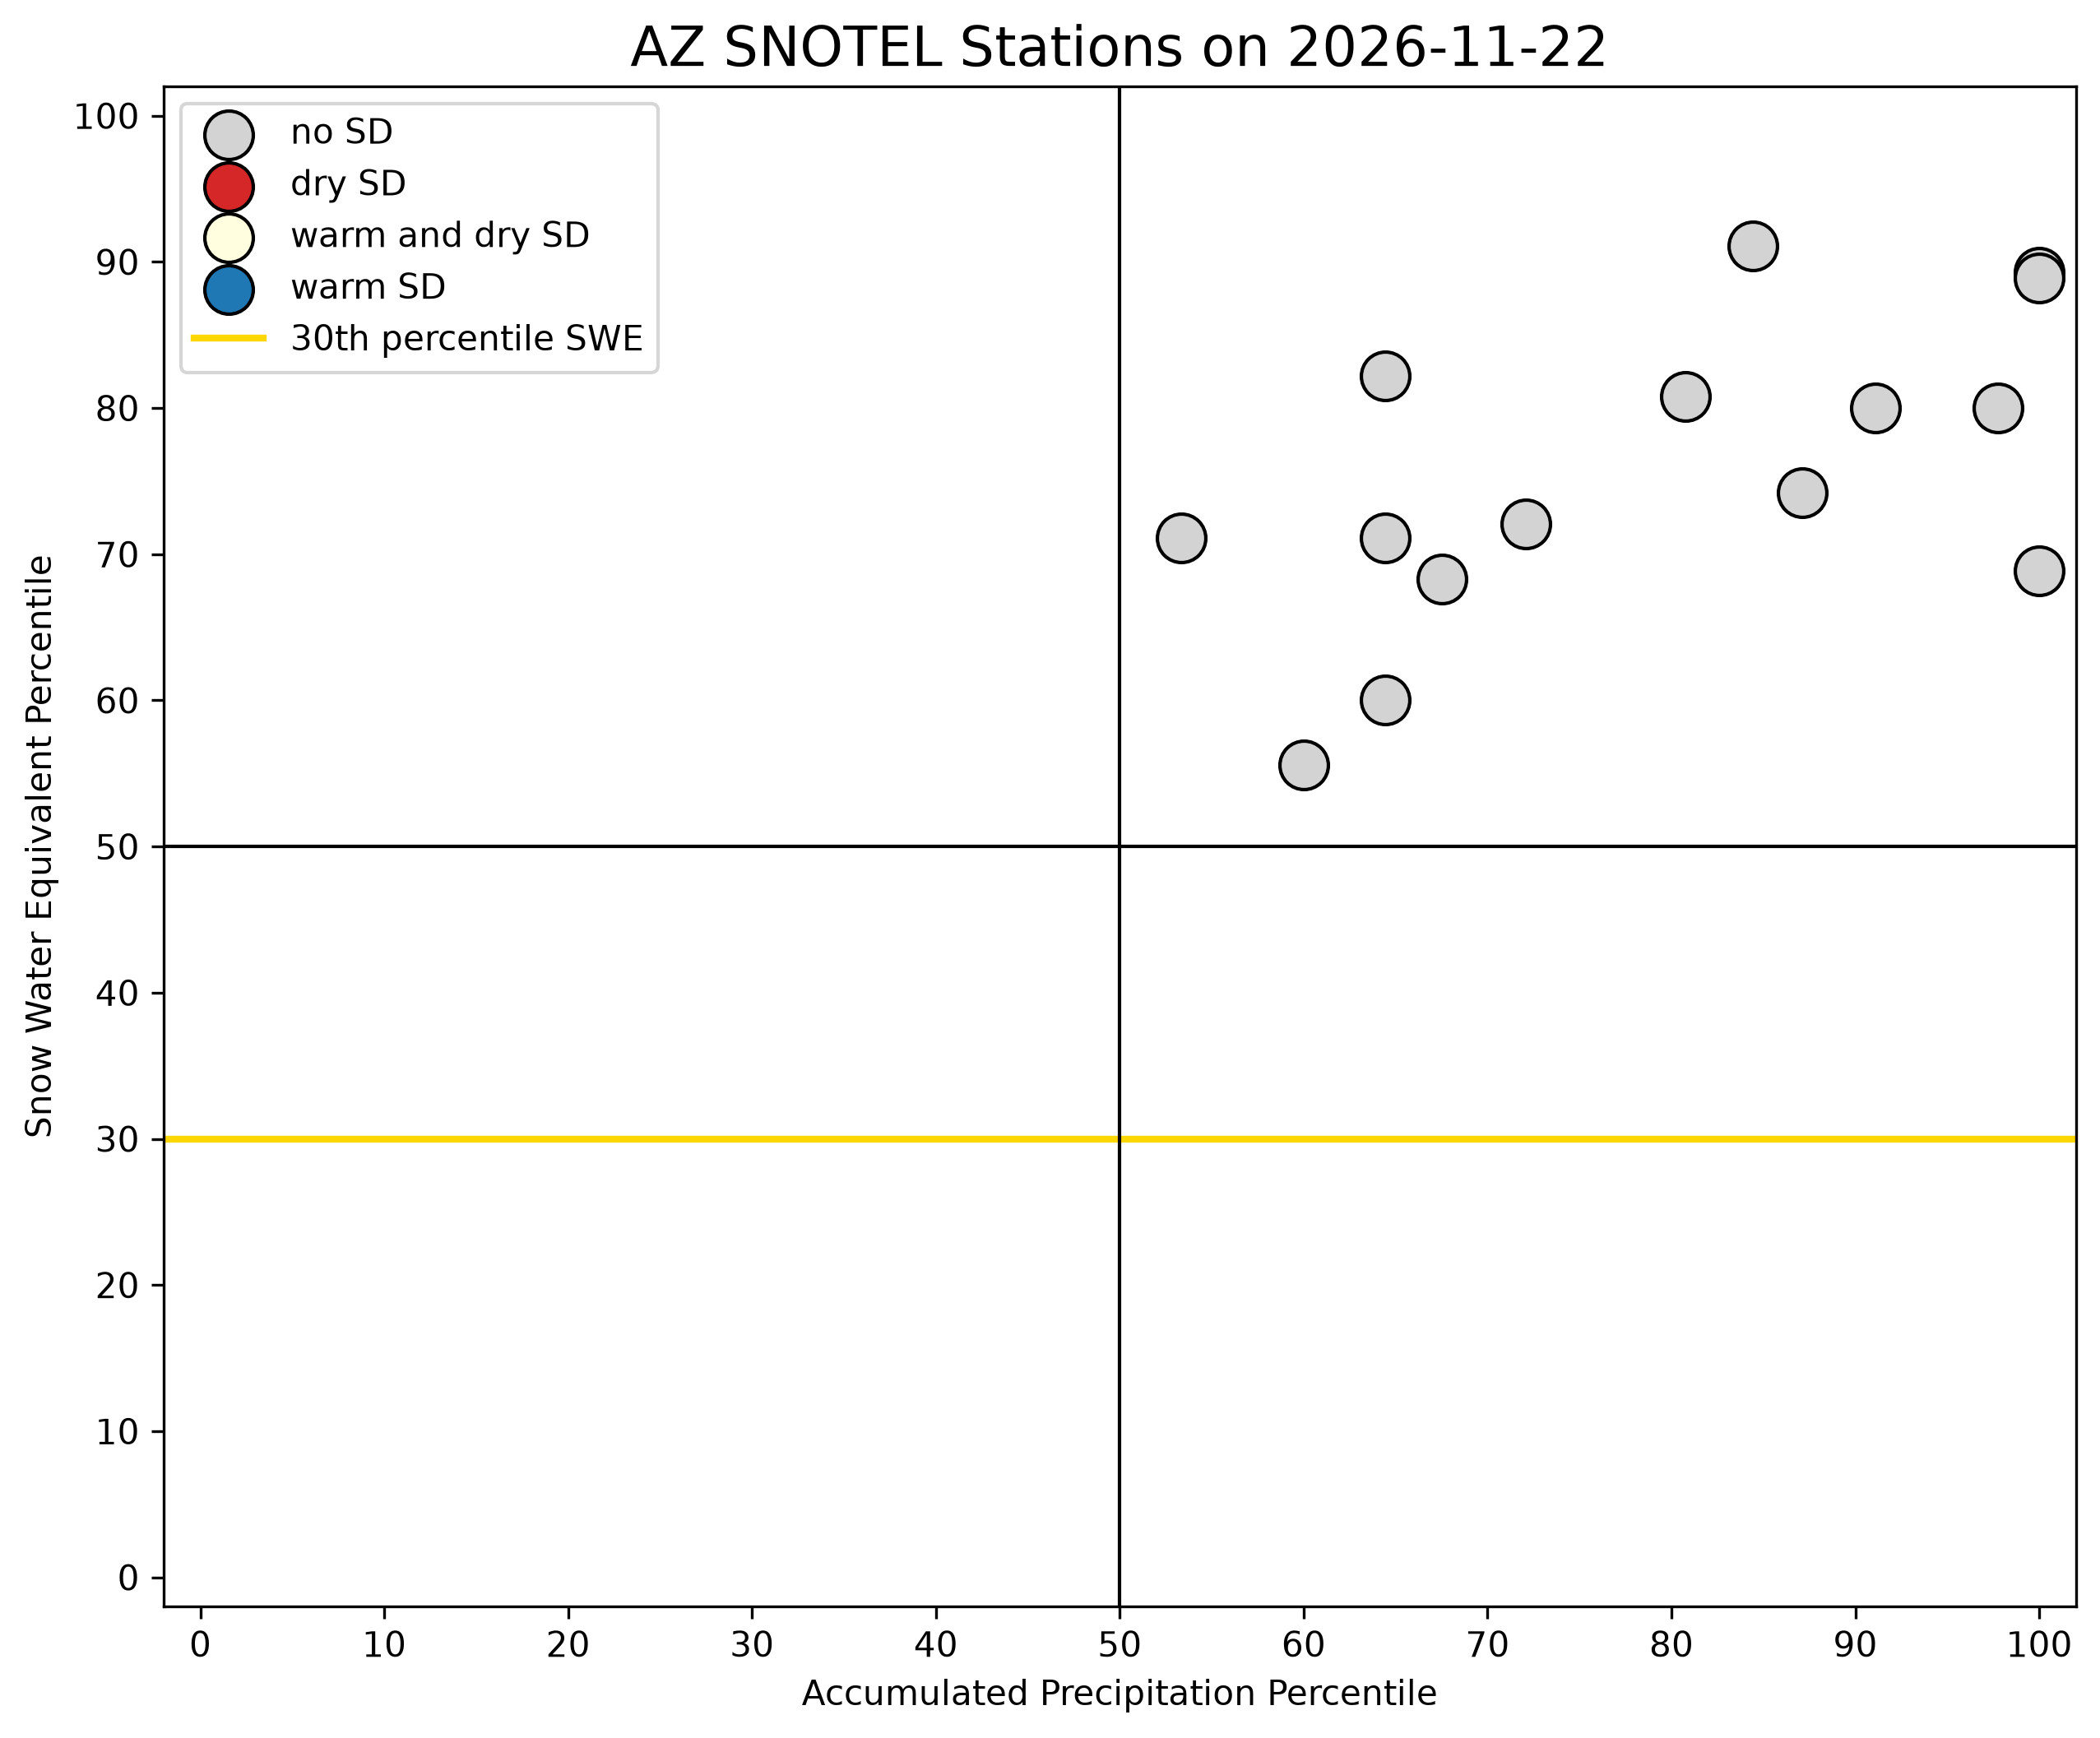 AZ SNOTEL Stations on 2026-11-22
no SD
dry SD
warm and dry SD
warm SD
30th percentile SWE
100
90
80
70
60
50
40
30
20
10
0
Snow Water Equivalent Percentile
0 10 20 30 40 50 60 70 80 90 100
Accumulated Precipitation Percentile